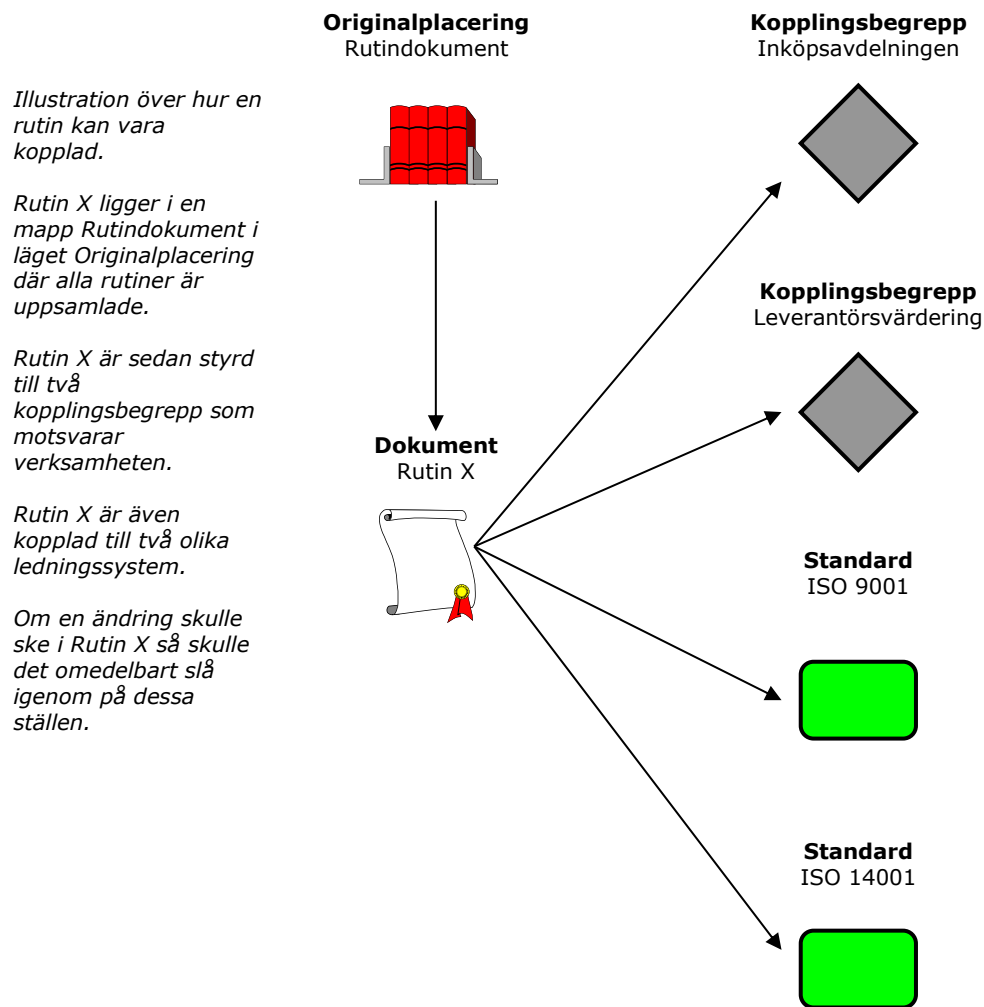 Originalplacering
Rutindokument
Kopplingsbegrepp
Inköpsavdelningen
Illustration över hur en
rutin kan vara
kopplad.
Rutin X ligger i en
mapp Rutindokument i
läget Originalplacering
där alla rutiner är
uppsamlade.
Rutin X är sedan styrd
till två
kopplingsbegrepp som
motsvarar
verksamheten.
Rutin X är även
kopplad till två olika
ledningssystem.
Om en ändring skulle
ske i Rutin X så skulle
det omedelbart slå
igenom på dessa
ställen.
Kopplingsbegrepp
Leverantörsvärdering
Dokument
Rutin X
Standard
ISO 9001
Standard
ISO 14001